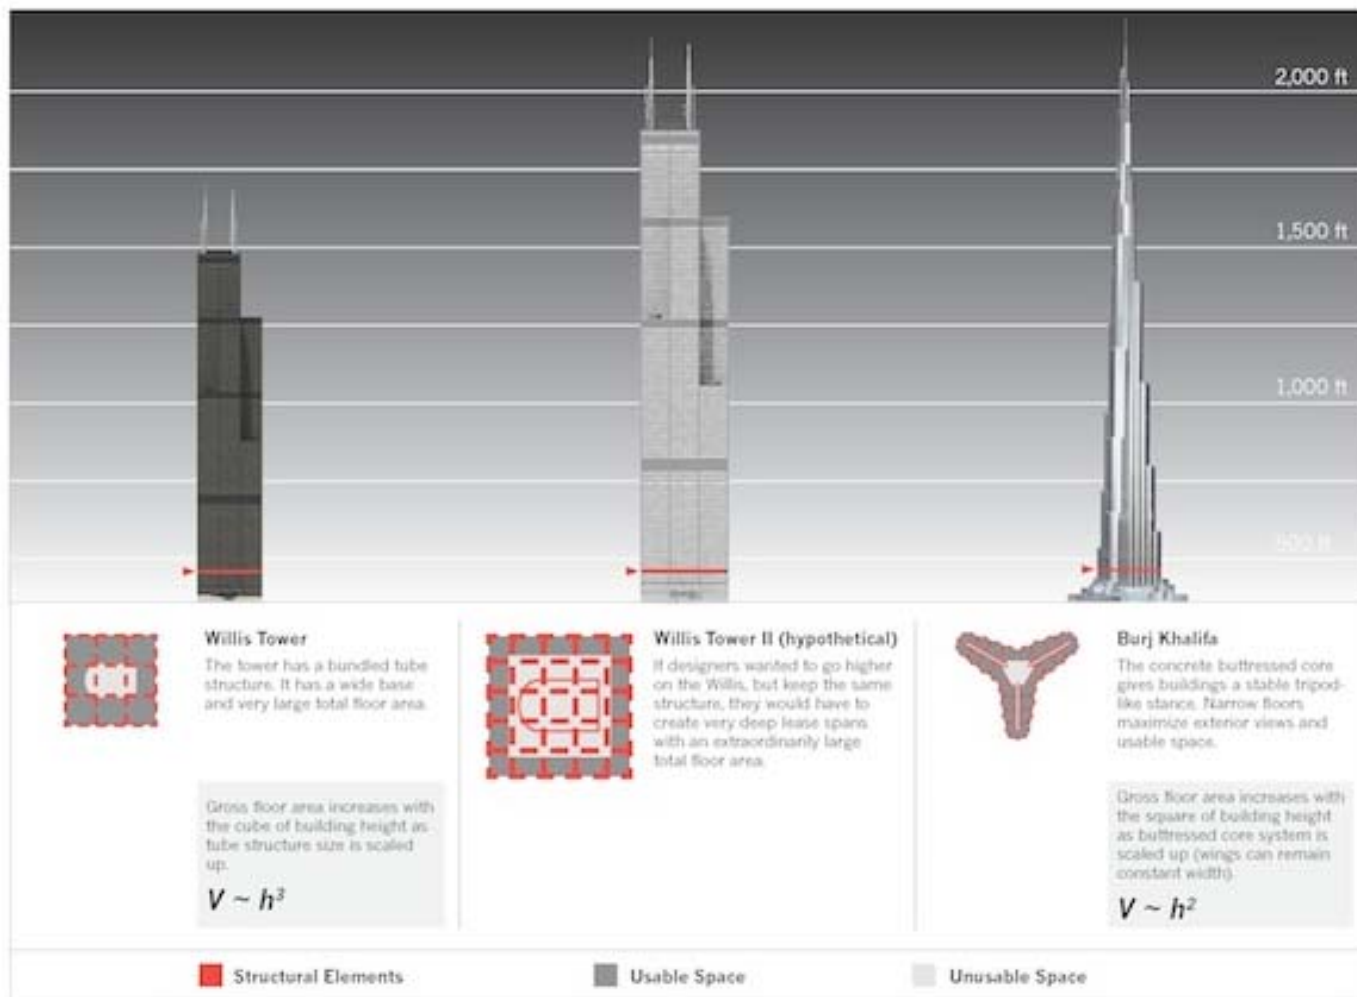 2,000 ft
1,500 ft
1,000 ft
500 ft
Willis Tower
The tower has a bundled tube
structure. It has a wide base
and very large total floor area.
Gross floor area increases with
the cube of building height as
tube structure size is scaled
up.
V ~ h³
Willis Tower II (hypothetical)
If designers wanted to go higher
on the Willis, but keep the same
structure, they would have to
create very deep lease spans
with an extraordinarily large
total floor area.
Burj Khalifa
The concrete buttressed core
gives buildings a stable tripod-
like stance. Narrow floors
maximize exterior views and
usable space.
Gross floor area increases with
the square of building height
as buttressed core system is
scaled up (wings can remain
constant width).
V ~ h²
Structural Elements
Usable Space
Unusable Space